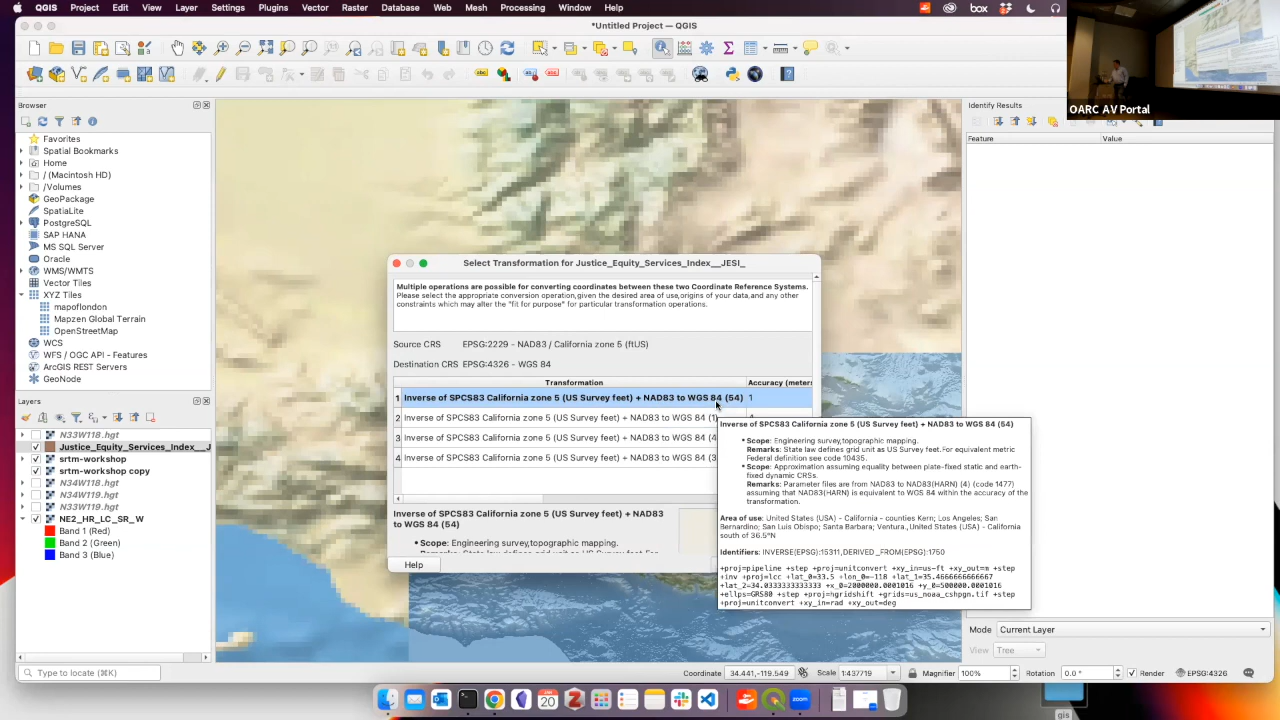 QGIS Project Edit View Layer Settings Plugins Vector Raster Database Web Mesh Processing Window Help
box
*Untitled Project — QGIS
OARC AV Portal
Browser
Favorites
Spatial Bookmarks
Home
/ (Macintosh HD)
/Volumes
GeoPackage
SpatiaLite
PostgreSQL
SAP HANA
MS SQL Server
Oracle
WMS/WMTS
Vector Tiles
XYZ Tiles
mapoflondon
Mapzen Global Terrain
OpenStreetMap
WCS
WFS / OGC API - Features
ArcGIS REST Servers
GeoNode
Layers
N33W118.hgt
Justice_Equity_Services_Index__J
srtm-workshop
srtm-workshop copy
N34W118.hgt
N34W119.hgt
N33W119.hgt
NE2_HR_LC_SR_W
Band 1 (Red)
Band 2 (Green)
Band 3 (Blue)
Type to locate (⌘K)
Select Transformation for Justice_Equity_Services_Index__JESI_
Multiple operations are possible for converting coordinates between these two Coordinate Reference Systems.
Please select the appropriate conversion operation,given the desired area of use,origins of your data,and any other
constraints which may alter the "fit for purpose" for particular transformation operations.
Source CRS EPSG:2229 - NAD83 / California zone 5 (ftUS)
Destination CRS EPSG:4326 - WGS 84
Transformation Accuracy (meters
1 Inverse of SPCS83 California zone 5 (US Survey feet) + NAD83 to WGS 84 (54) 1
2 Inverse of SPCS83 California zone 5 (US Survey feet) + NAD83 to WGS 84 (1)
3 Inverse of SPCS83 California zone 5 (US Survey feet) + NAD83 to WGS 84 (4
4 Inverse of SPCS83 California zone 5 (US Survey feet) + NAD83 to WGS 84 (3
Inverse of SPCS83 California zone 5 (US Survey feet) + NAD83
to WGS 84 (54)
• Scope: Engineering survey,topographic mapping.
Help
Inverse of SPCS83 California zone 5 (US Survey feet) + NAD83 to WGS 84 (54)
• Scope: Engineering survey,topographic mapping.
Remarks: State law defines grid unit as US Survey feet.For equivalent metric
Federal definition see code 10435.
• Scope: Approximation assuming equality between plate-fixed static and earth-
fixed dynamic CRSs.
Remarks: Parameter files are from NAD83 to NAD83(HARN) (4) (code 1477)
assuming that NAD83(HARN) is equivalent to WGS 84 within the accuracy of the
transformation.
Area of use: United States (USA) - California - counties Kern; Los Angeles; San
Bernardino; San Luis Obispo; Santa Barbara; Ventura., United States (USA) - California
south of 36.5°N
Identifiers: INVERSE(EPSG):15311,DERIVED_FROM(EPSG):1750
+proj=pipeline +step +proj=unitconvert +xy_in=us-ft +xy_out=m +step
+inv +proj=lcc +lat_0=33.5 +lon_0=-118 +lat_1=35.4666666666667
+lat_2=34.0333333333333 +x_0=2000000.0001016 +y_0=500000.0001016
+ellps=GRS80 +step +proj=hgridshift +grids=us_noaa_cshpgn.tif +step
+proj=unitconvert +xy_in=rad +xy_out=deg
Identify Results
Feature Value
Mode Current Layer
View Tree
Coordinate 34.441,-119.549 Scale 1:437719 Magnifier 100% Rotation 0.0 ° Render EPSG:4326
20
zoom
gis